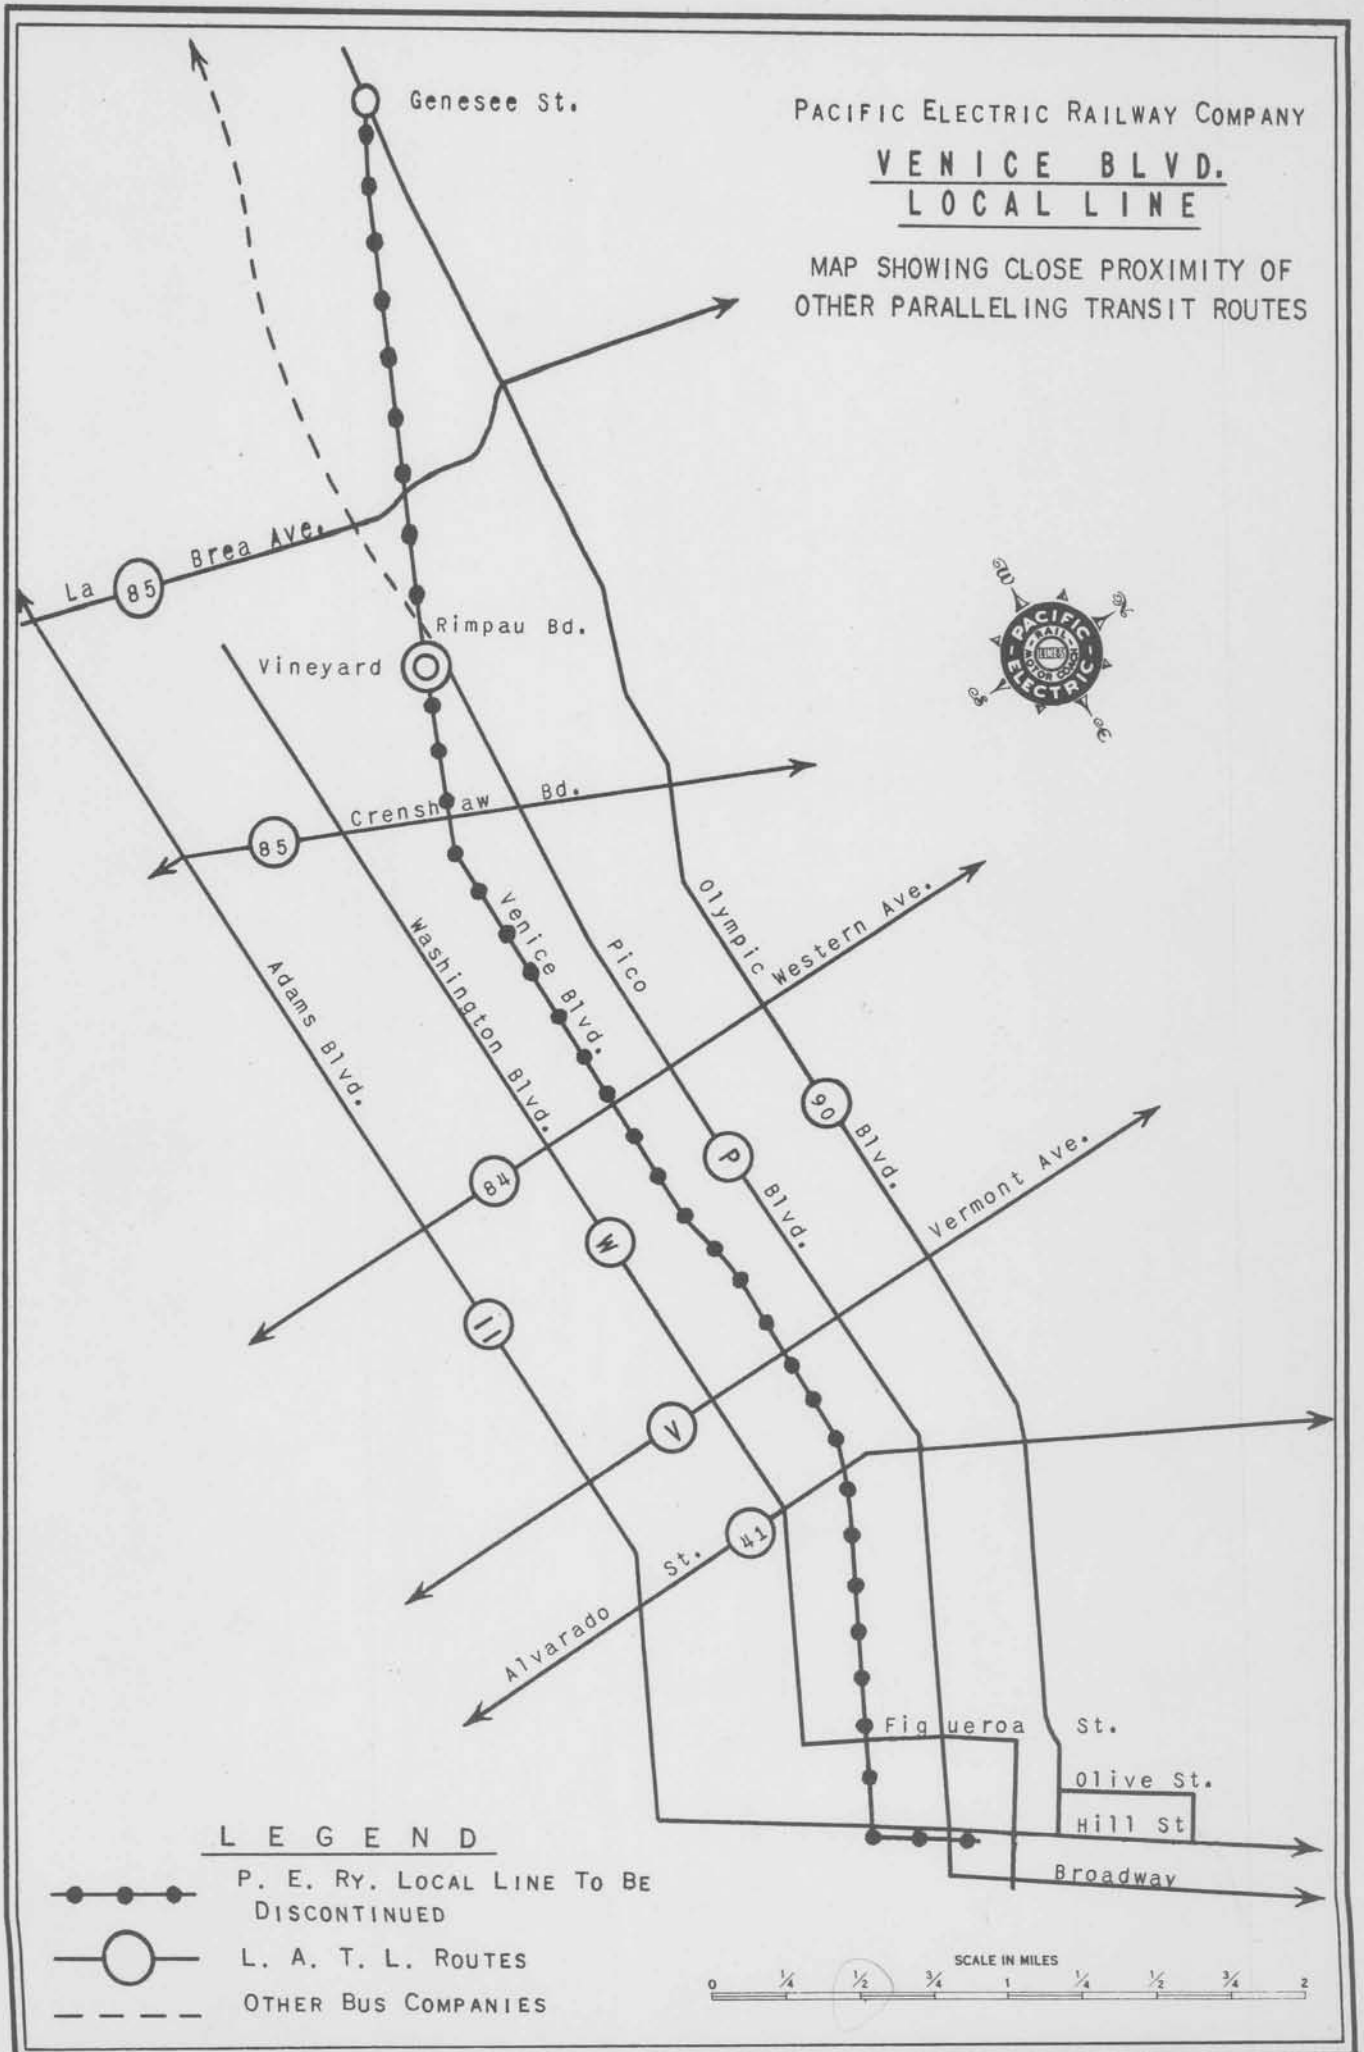 Genesee St.
PACIFIC ELECTRIC RAILWAY COMPANY
VENICE BLVD.
LOCAL LINE
MAP SHOWING CLOSE PROXIMITY OF
OTHER PARALLELING TRANSIT ROUTES
La 85 Brea Ave.
Rimpau Bd.
Vineyard
W
N
S
E
PACIFIC
ELECTRIC
RAIL
LINES
MOTOR COACH
85 Crenshaw Bd.
Adams Blvd.
Washington Blvd.
Venice Blvd.
Pico
P
Blvd.
Olympic
90
Blvd.
Western Ave.
84
W
11
Vermont Ave.
V
Alvarado St. 41
Figueroa St.
Olive St.
Hill St
Broadway
LEGEND
P. E. RY. LOCAL LINE TO BE
DISCONTINUED
L. A. T. L. ROUTES
OTHER BUS COMPANIES
SCALE IN MILES
0 1/4 1/2 3/4 1 1/4 1/2 3/4 2